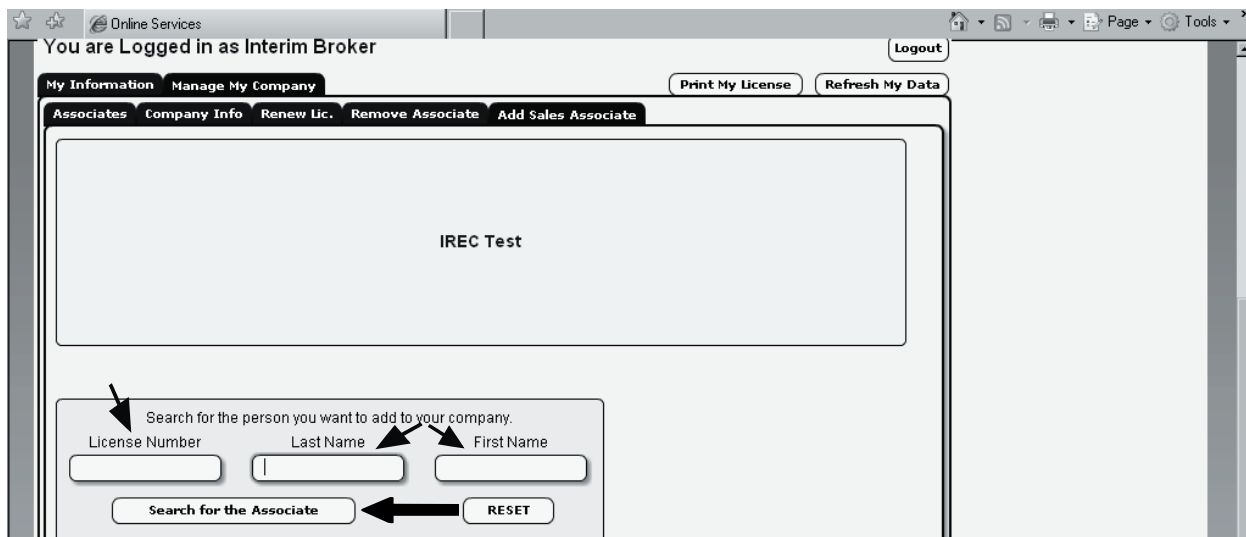 Online Services
Page Tools
You are Logged in as Interim Broker
Logout
My Information Manage My Company Print My License Refresh My Data
Associates Company Info Renew Lic. Remove Associate Add Sales Associate
IREC Test
Search for the person you want to add to your company.
License Number Last Name First Name
Search for the Associate RESET